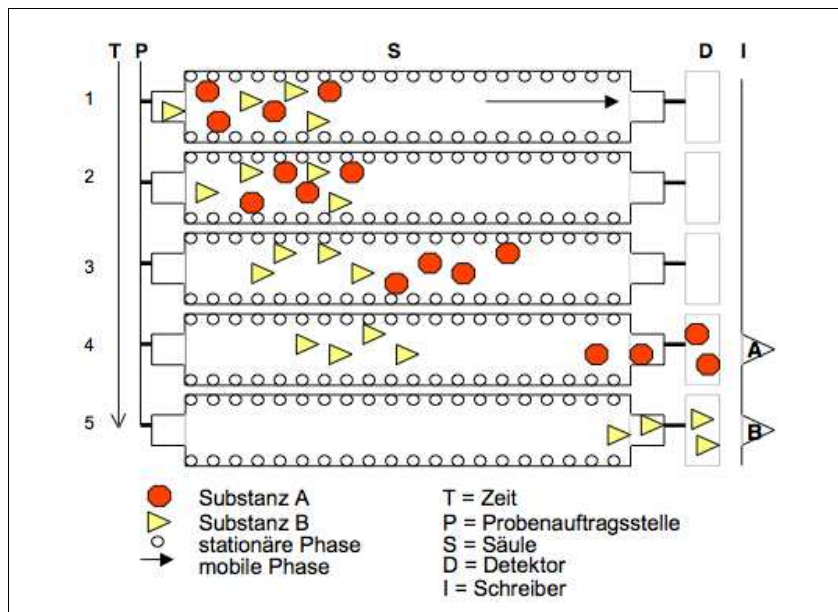 T P S D I
1
2
3
4 A
5 B
Substanz A
Substanz B
stationäre Phase
mobile Phase
T = Zeit
P = Probenauftragsstelle
S = Säule
D = Detektor
I = Schreiber